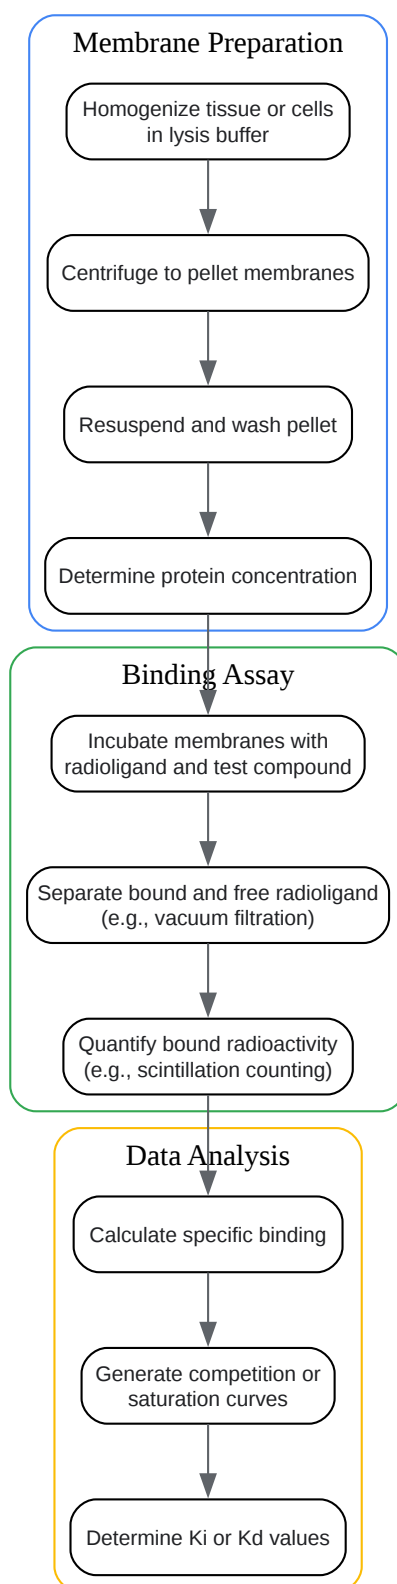 Membrane Preparation
Homogenize tissue or cells
in lysis buffer
Centrifuge to pellet membranes
Resuspend and wash pellet
Determine protein concentration
Binding Assay
Incubate membranes with
radioligand and test compound
Separate bound and free radioligand
(e.g., vacuum filtration)
Quantify bound radioactivity
(e.g., scintillation counting)
Data Analysis
Calculate specific binding
Generate competition or
saturation curves
Determine Ki or Kd values